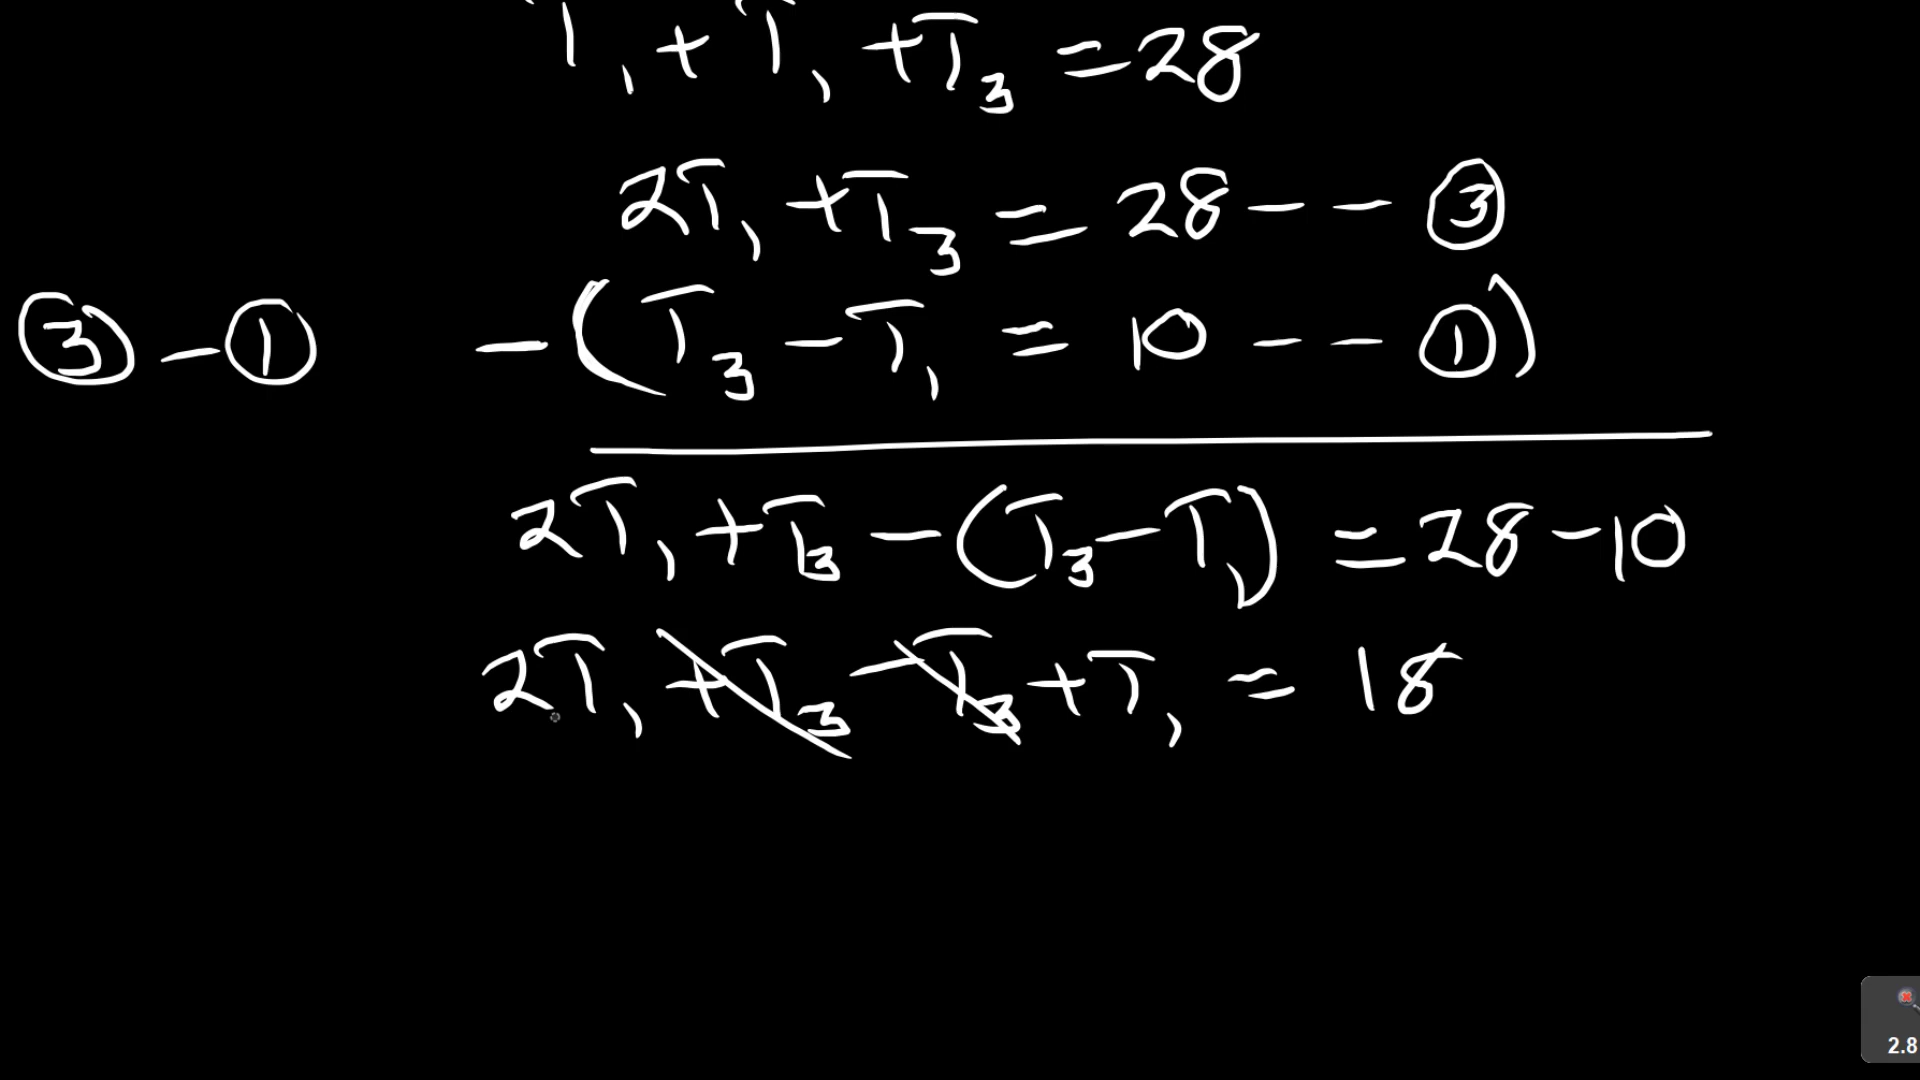 T₁ + T₁ + T₃ = 28
2T₁ + T₃ = 28 - - ③
③ - ① - (T₃ - T₁ = 10 - - ①)
2T₁ + T₃ - (T₃ - T₁) = 28 - 10
2T₁ + T₃ - T₃ + T₁ = 18
2.8